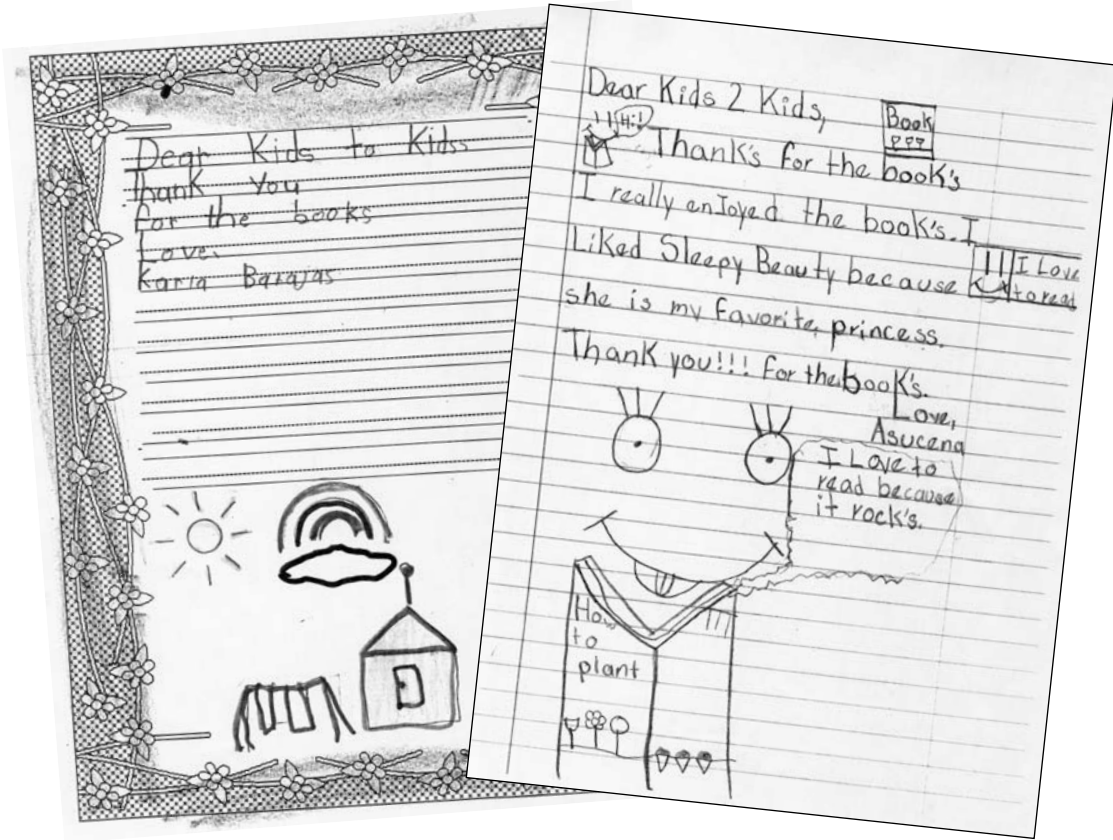 Dear Kids to Kids
Thank You
for the books
Love,
Karla Barajas
Dear Kids 2 Kids,
Book
Hi!
Thank's for the book's
I really enJoyed the book's. I
Liked Sleepy Beauty because
I Love
to read
she is my favorite, princess.
Thank you!!! for the book's.
Love,
Asucena
I Love to
read because
it rock's.
How
to
plant